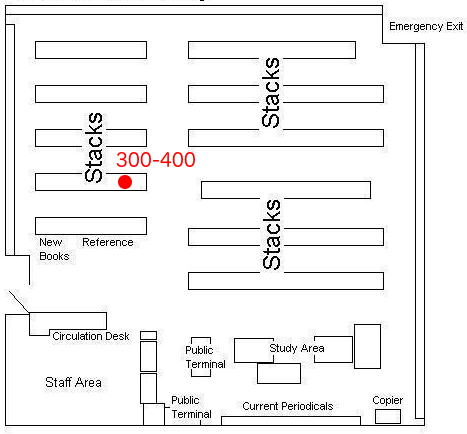 Emergency Exit
Stacks
Stacks
300-400
Stacks
New
Books
Reference
Circulation Desk
Public
Terminal
Study Area
Staff Area
Public
Terminal
Current Periodicals
Copier